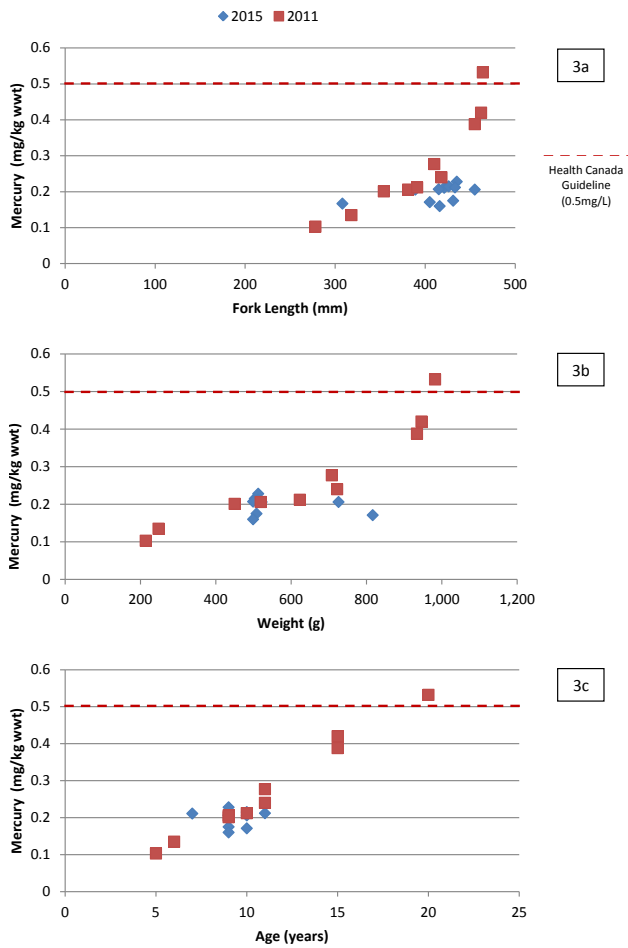 2015 2011
0.6
0.5
0.4
0.3
0.2
0.1
0
Mercury (mg/kg wwt)
0 100 200 300 400 500
Fork Length (mm)
3a
Health Canada
Guideline
(0.5mg/L)
0.6
0.5
0.4
0.3
0.2
0.1
0
Mercury (mg/kg wwt)
0 200 400 600 800 1,000 1,200
Weight (g)
3b
0.6
0.5
0.4
0.3
0.2
0.1
0
Mercury (mg/kg wwt)
0 5 10 15 20 25
Age (years)
3c